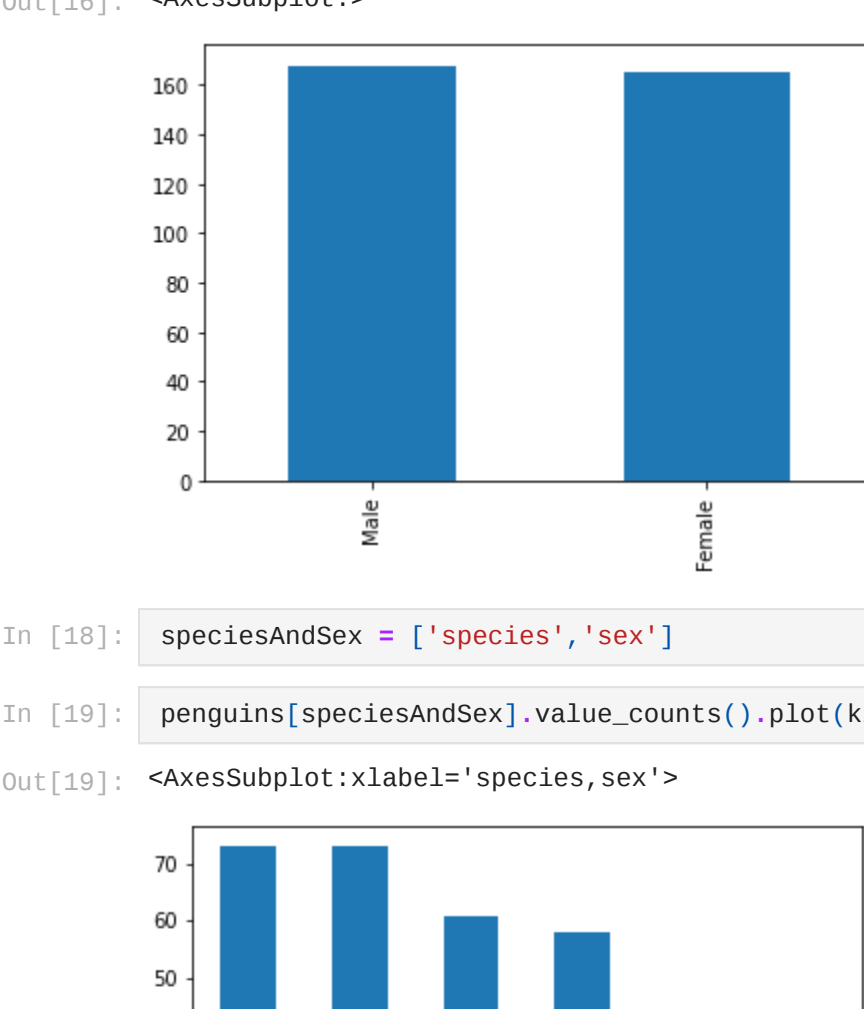 Out[16]: <AxesSubplot:>
160
140
120
100
80
60
40
20
0
Male
Female
In [18]: speciesAndSex = ['species','sex']
In [19]: penguins[speciesAndSex].value_counts().plot(k
Out[19]: <AxesSubplot:xlabel='species,sex'>
70
60
50